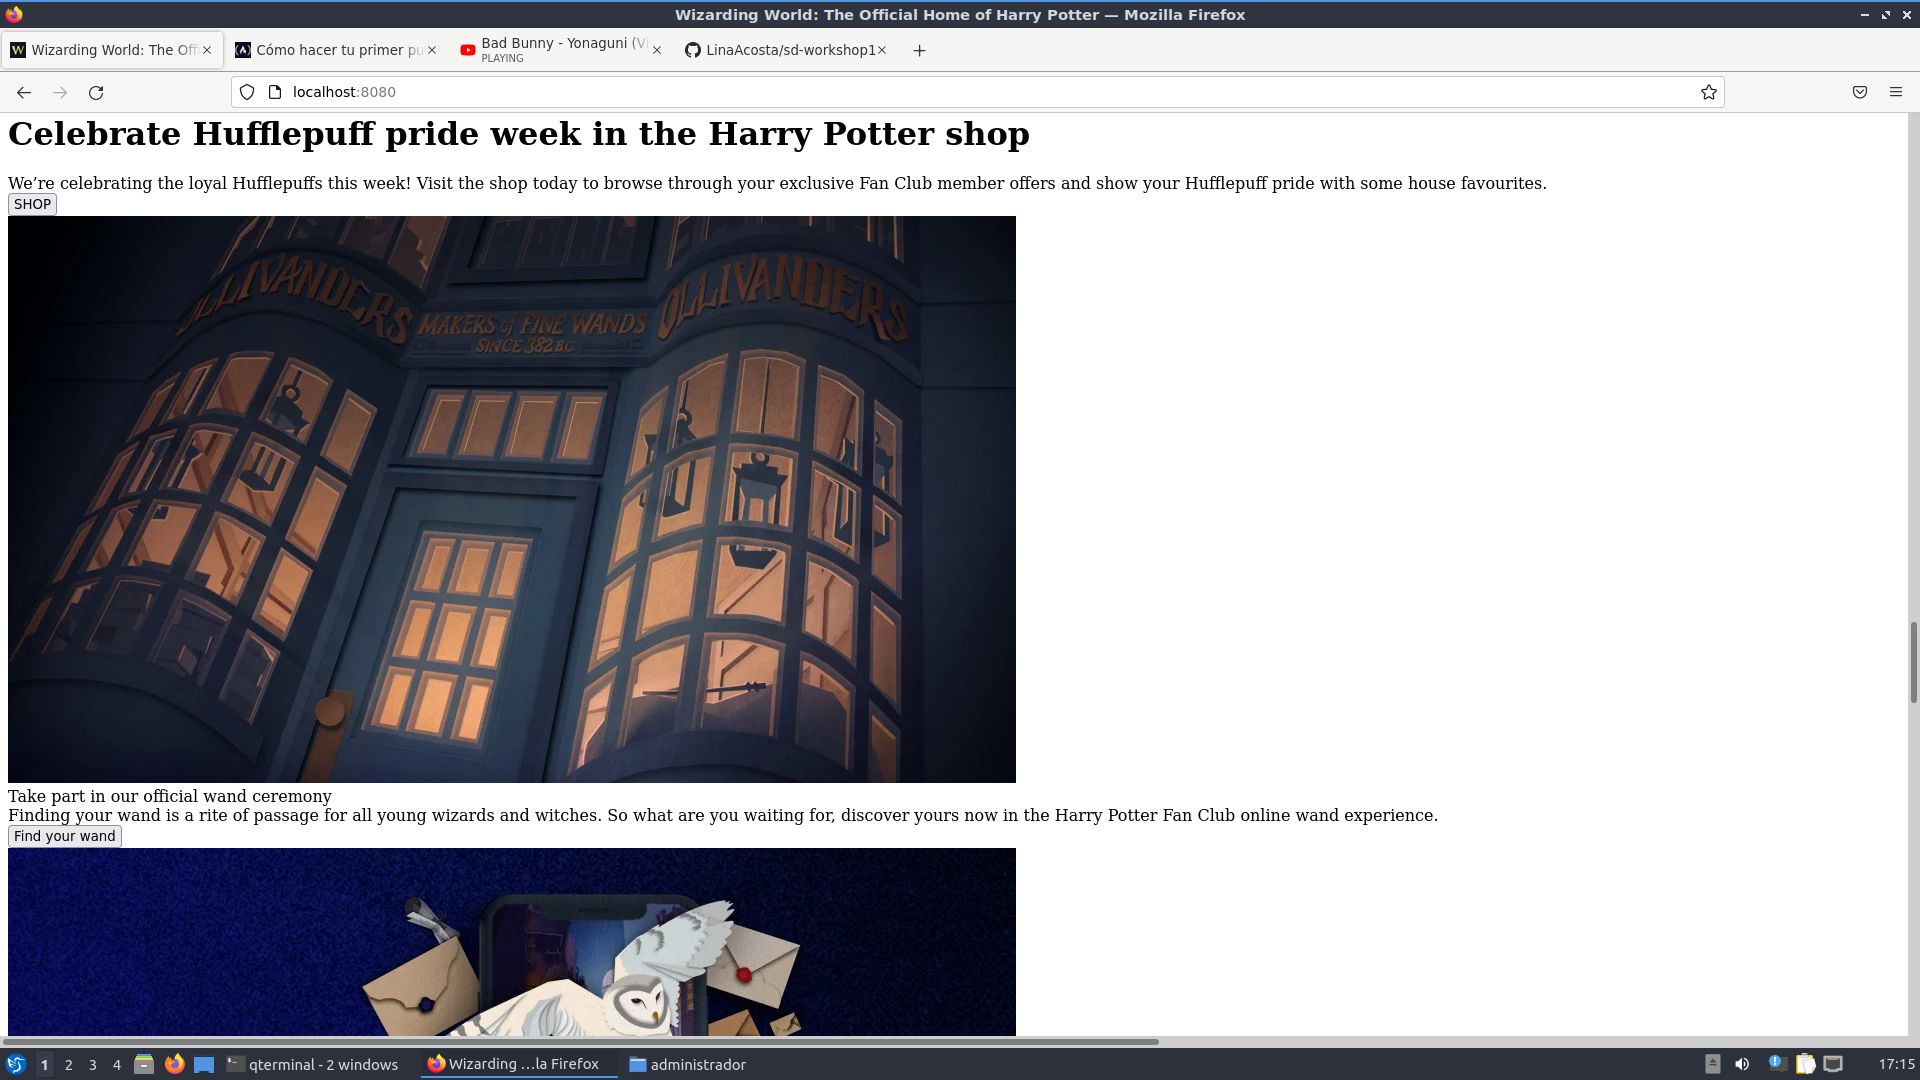 Wizarding World: The Official Home of Harry Potter — Mozilla Firefox
Wizarding World: The Off
Cómo hacer tu primer pu
Bad Bunny - Yonaguni (Vi
PLAYING
LinaAcosta/sd-workshop1
localhost:8080
Celebrate Hufflepuff pride week in the Harry Potter shop
We’re celebrating the loyal Hufflepuffs this week! Visit the shop today to browse through your exclusive Fan Club member offers and show your Hufflepuff pride with some house favourites.
SHOP
OLLIVANDERS
MAKERS of FINE WANDS
SINCE 382 B.C
OLLIVANDERS
Take part in our official wand ceremony
Finding your wand is a rite of passage for all young wizards and witches. So what are you waiting for, discover yours now in the Harry Potter Fan Club online wand experience.
Find your wand
1 2 3 4 qterminal - 2 windows Wizarding ...la Firefox administrador 17:15